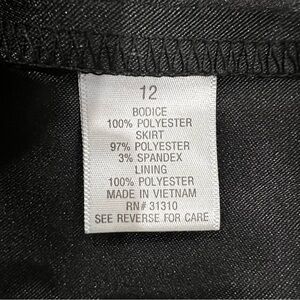 12
BODICE
100% POLYESTER
SKIRT
97% POLYESTER
3% SPANDEX
LINING
100% POLYESTER
MADE IN VIETNAM
RN# 31310
SEE REVERSE FOR CARE